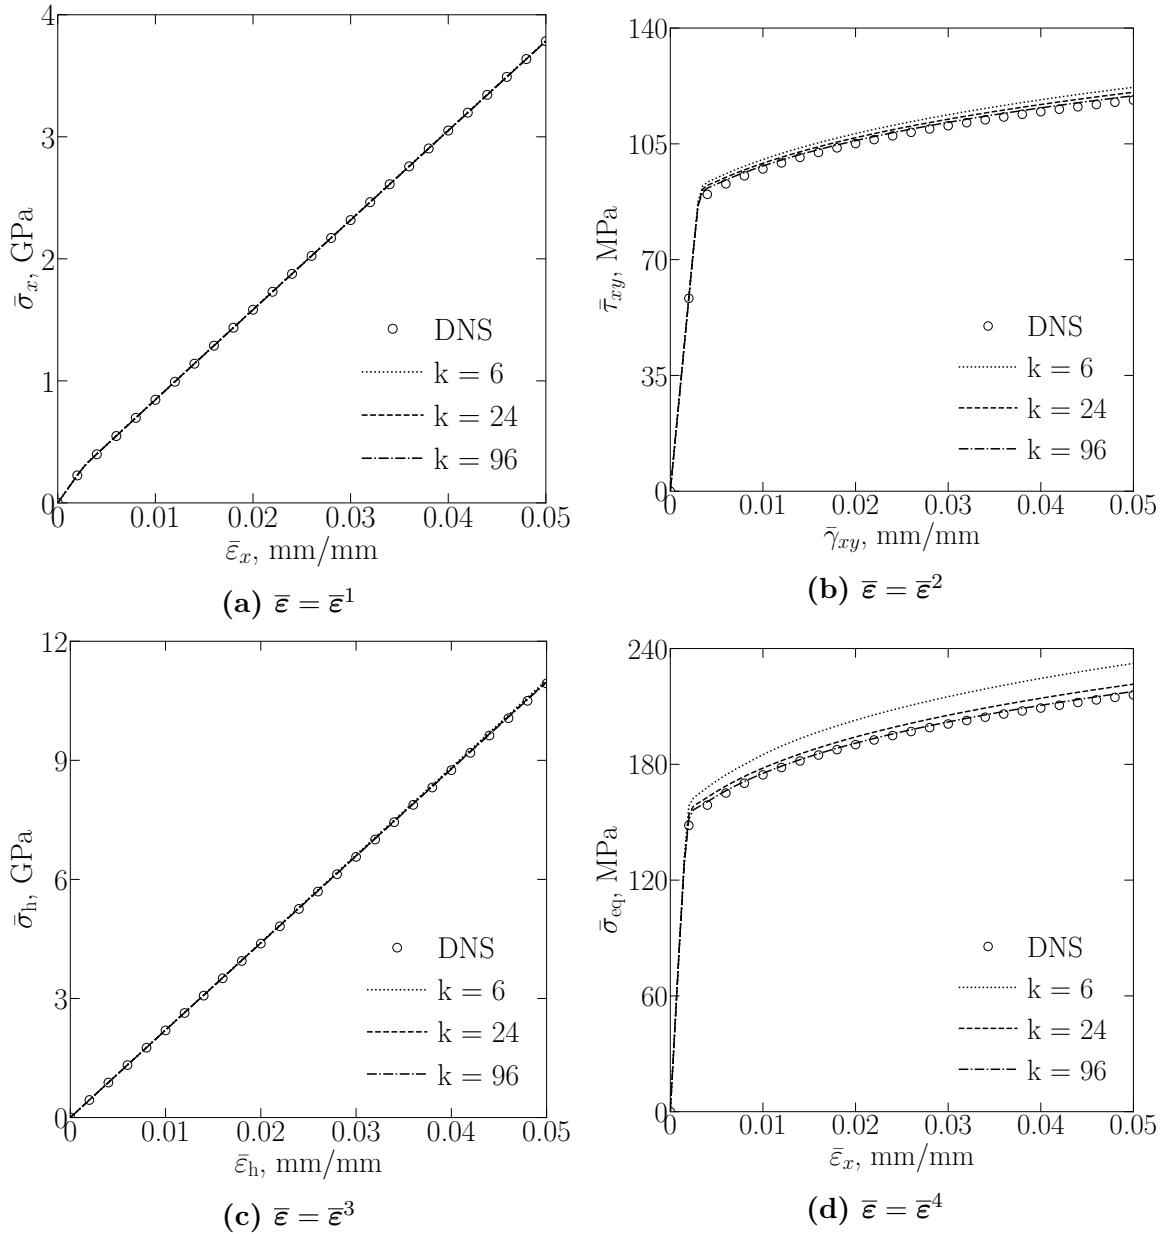 4
3
2
1
0
0 0.01 0.02 0.03 0.04 0.05
σ̄x, GPa
ε̄x, mm/mm
DNS
k = 6
k = 24
k = 96
(a) ε̄ = ε̄¹
140
105
70
35
0
0 0.01 0.02 0.03 0.04 0.05
τ̄xy, MPa
γ̄xy, mm/mm
DNS
k = 6
k = 24
k = 96
(b) ε̄ = ε̄²
12
9
6
3
0
0 0.01 0.02 0.03 0.04 0.05
σ̄h, GPa
ε̄h, mm/mm
DNS
k = 6
k = 24
k = 96
(c) ε̄ = ε̄³
240
180
120
60
0
0 0.01 0.02 0.03 0.04 0.05
σ̄eq, MPa
ε̄x, mm/mm
DNS
k = 6
k = 24
k = 96
(d) ε̄ = ε̄⁴